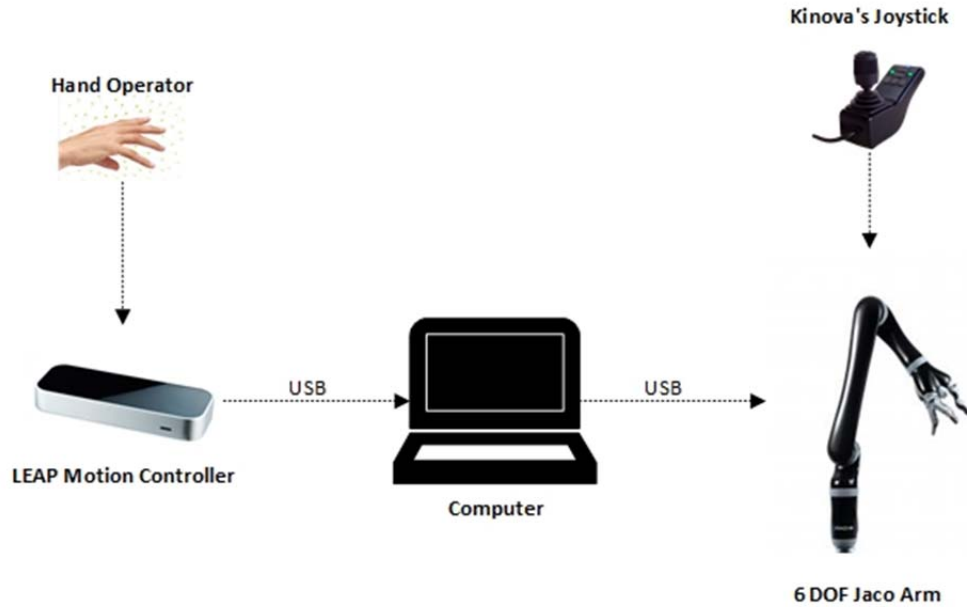 Kinova's Joystick
Hand Operator
USB
USB
LEAP Motion Controller
Computer
6 DOF Jaco Arm